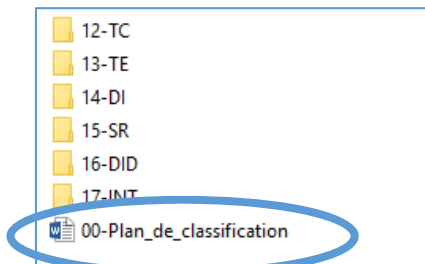 12-TC
13-TE
14-DI
15-SR
16-DID
17-INT
00-Plan_de_classification